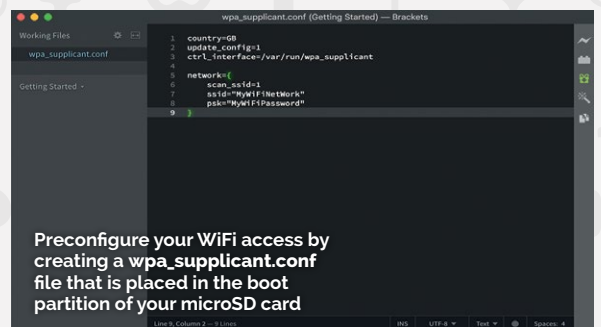 wpa_supplicant.conf (Getting Started) — Brackets
Working Files
wpa_supplicant.conf
Getting Started
1 country=GB
2 update_config=1
3 ctrl_interface=/var/run/wpa_supplicant
4
5 network={
6 scan_ssid=1
7 ssid="MyWiFiNetWork"
8 psk="MyWiFiPassword"
9 }
Preconfigure your WiFi access by
creating a wpa_supplicant.conf
file that is placed in the boot
partition of your microSD card
Line 9, Column 2 — 9 Lines INS UTF-8 Text Spaces: 4